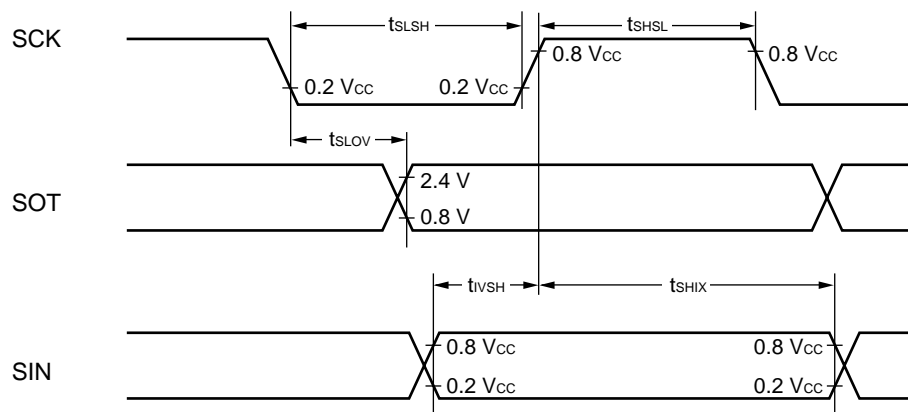 tSLSH tSHSL
SCK
0.8 VCC 0.8 VCC
0.2 VCC 0.2 VCC
tSLOV
2.4 V
SOT
0.8 V
tIVSH tSHIX
0.8 VCC 0.8 VCC
SIN
0.2 VCC 0.2 VCC